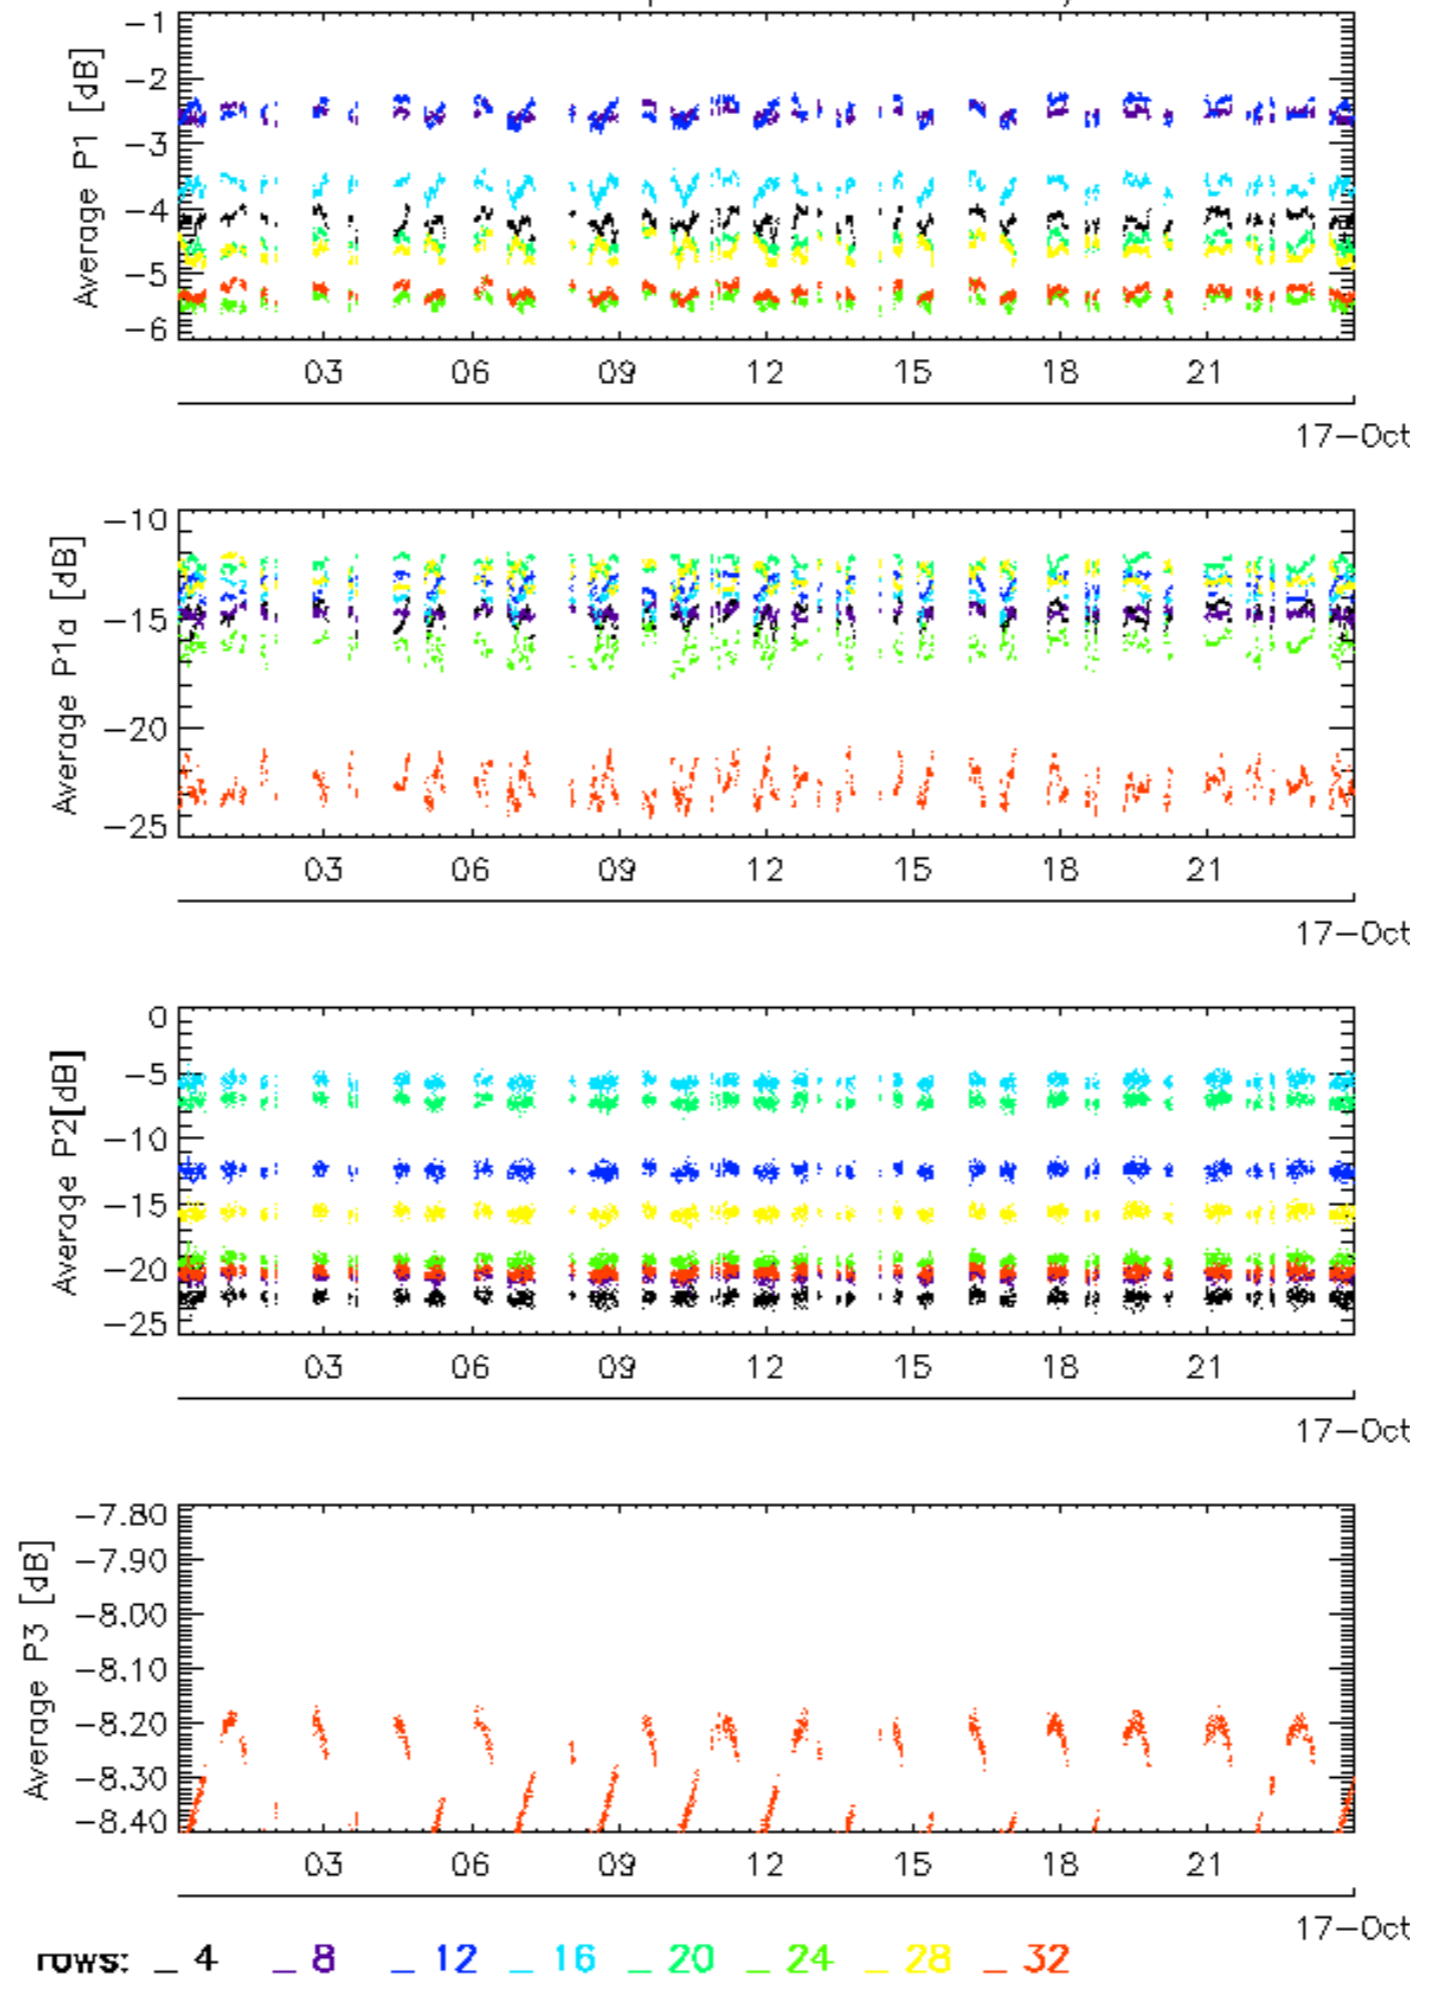 Average P1 [dB]
−1
−2
−3
−4
−5
−6
03 06 09 12 15 18 21
17−Oct
Average P1a [dB]
−10
−15
−20
−25
03 06 09 12 15 18 21
17−Oct
Average P2[dB]
0
−5
−10
−15
−20
−25
03 06 09 12 15 18 21
17−Oct
Average P3 [dB]
−7.80
−7.90
−8.00
−8.10
−8.20
−8.30
−8.40
03 06 09 12 15 18 21
17−Oct
rows: _ 4 _ 8 _ 12 _ 16 _ 20 _ 24 _ 28 _ 32